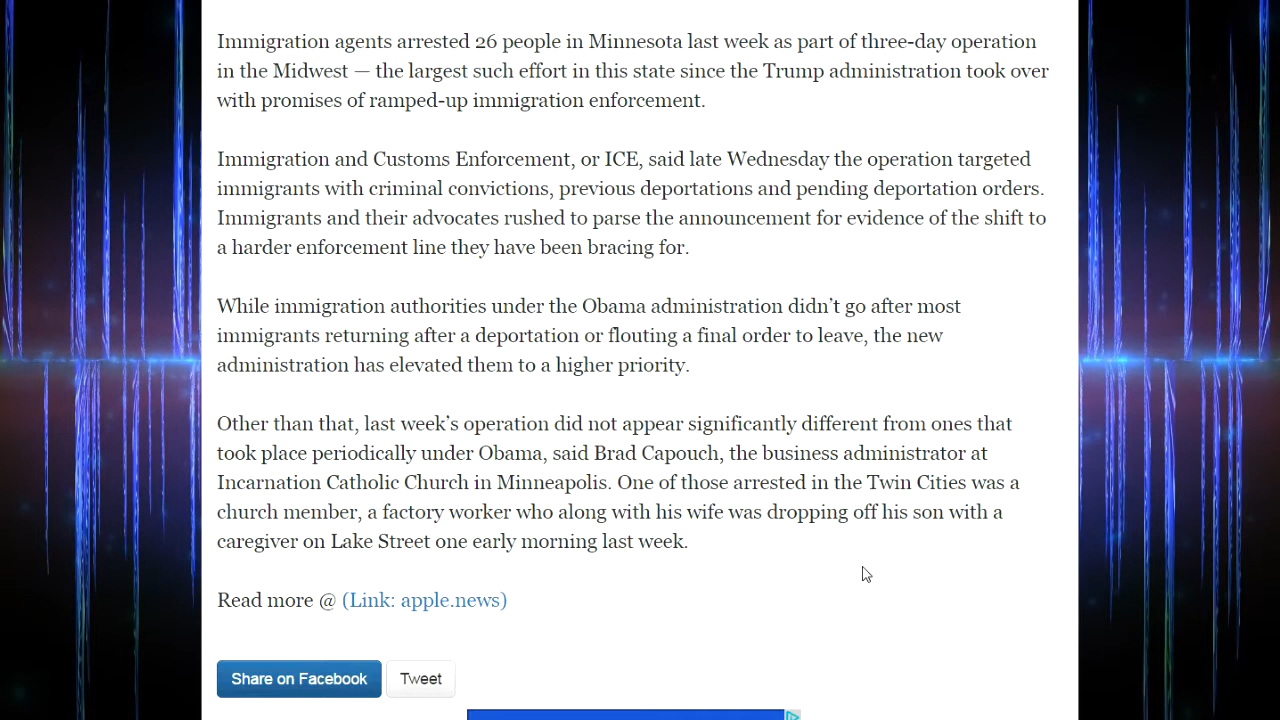 Immigration agents arrested 26 people in Minnesota last week as part of three-day operation
in the Midwest — the largest such effort in this state since the Trump administration took over
with promises of ramped-up immigration enforcement.
Immigration and Customs Enforcement, or ICE, said late Wednesday the operation targeted
immigrants with criminal convictions, previous deportations and pending deportation orders.
Immigrants and their advocates rushed to parse the announcement for evidence of the shift to
a harder enforcement line they have been bracing for.
While immigration authorities under the Obama administration didn’t go after most
immigrants returning after a deportation or flouting a final order to leave, the new
administration has elevated them to a higher priority.
Other than that, last week’s operation did not appear significantly different from ones that
took place periodically under Obama, said Brad Capouch, the business administrator at
Incarnation Catholic Church in Minneapolis. One of those arrested in the Twin Cities was a
church member, a factory worker who along with his wife was dropping off his son with a
caregiver on Lake Street one early morning last week.
Read more @ (Link: apple.news)
Share on Facebook Tweet